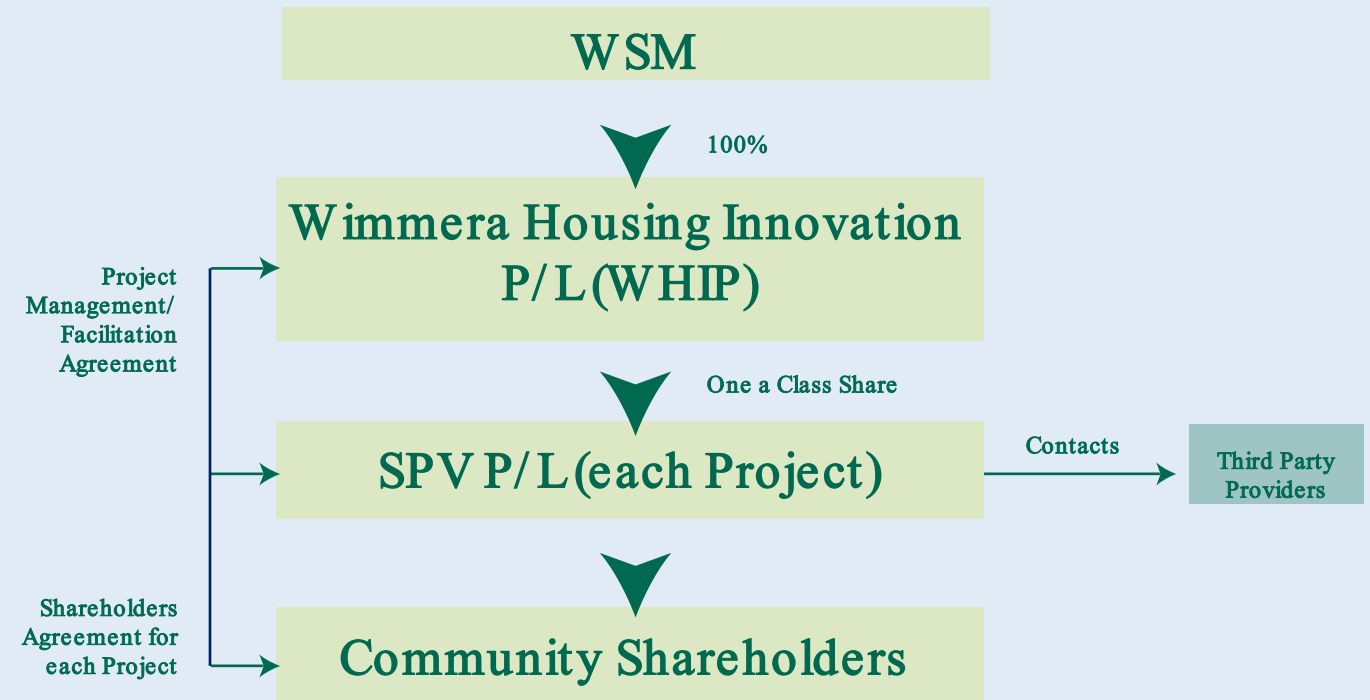 WSM
100%
Wimmera Housing Innovation
P/L(WHIP)
Project
Management/
Facilitation
Agreement
One a Class Share
SPV P/L(each Project)
Contacts
Third Party
Providers
Shareholders
Agreement for
each Project
Community Shareholders